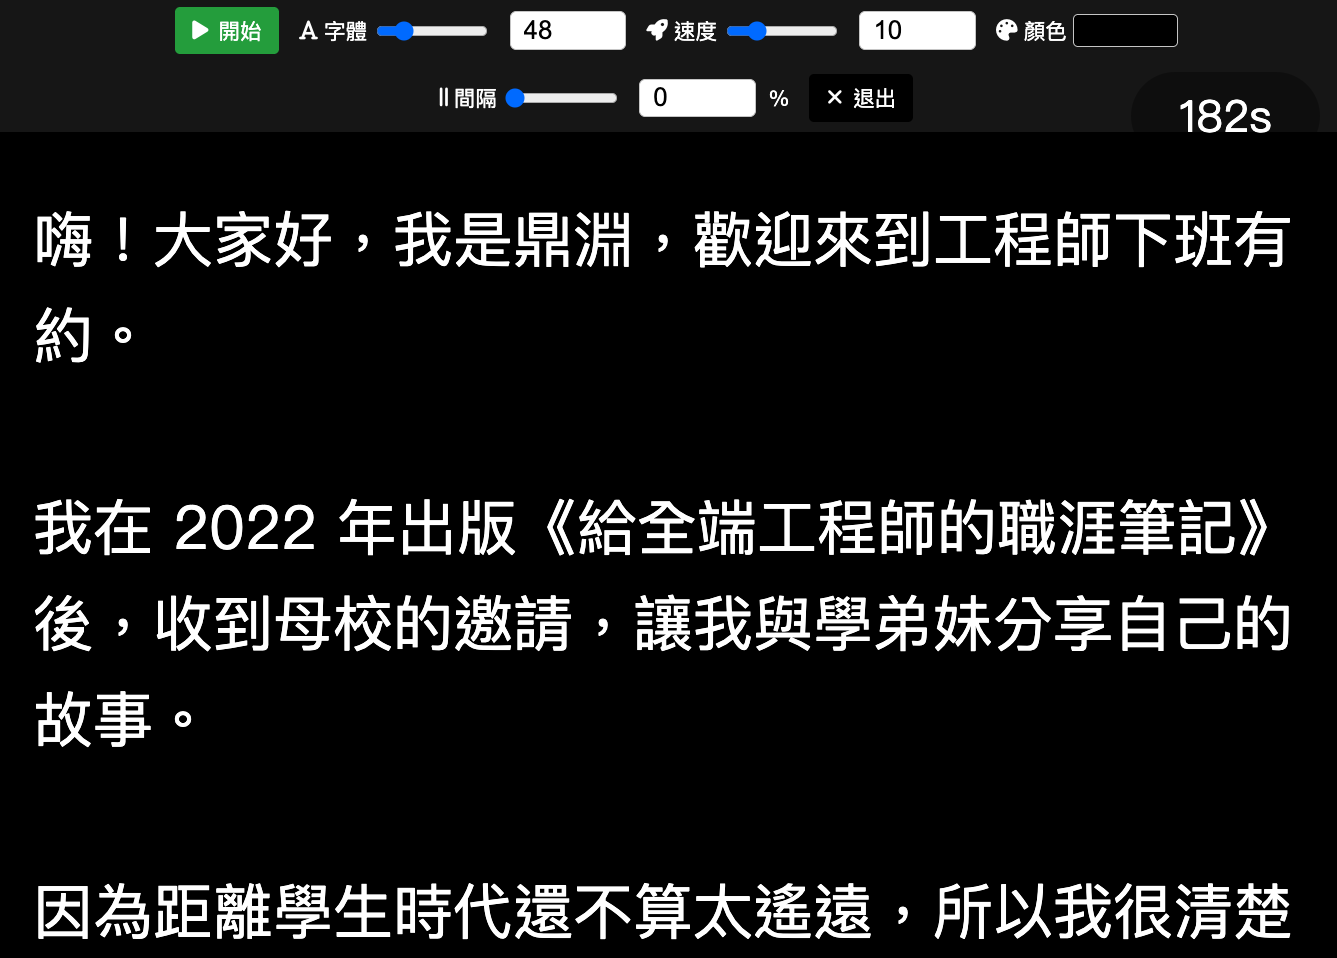 開始 字體 48 速度 10 顏色
間隔 0 % 退出
182s
嗨！大家好，我是鼎淵，歡迎來到工程師下班有
約。
我在 2022 年出版《給全端工程師的職涯筆記》
後，收到母校的邀請，讓我與學弟妹分享自己的
故事。
因為距離學生時代還不算太遙遠，所以我很清楚